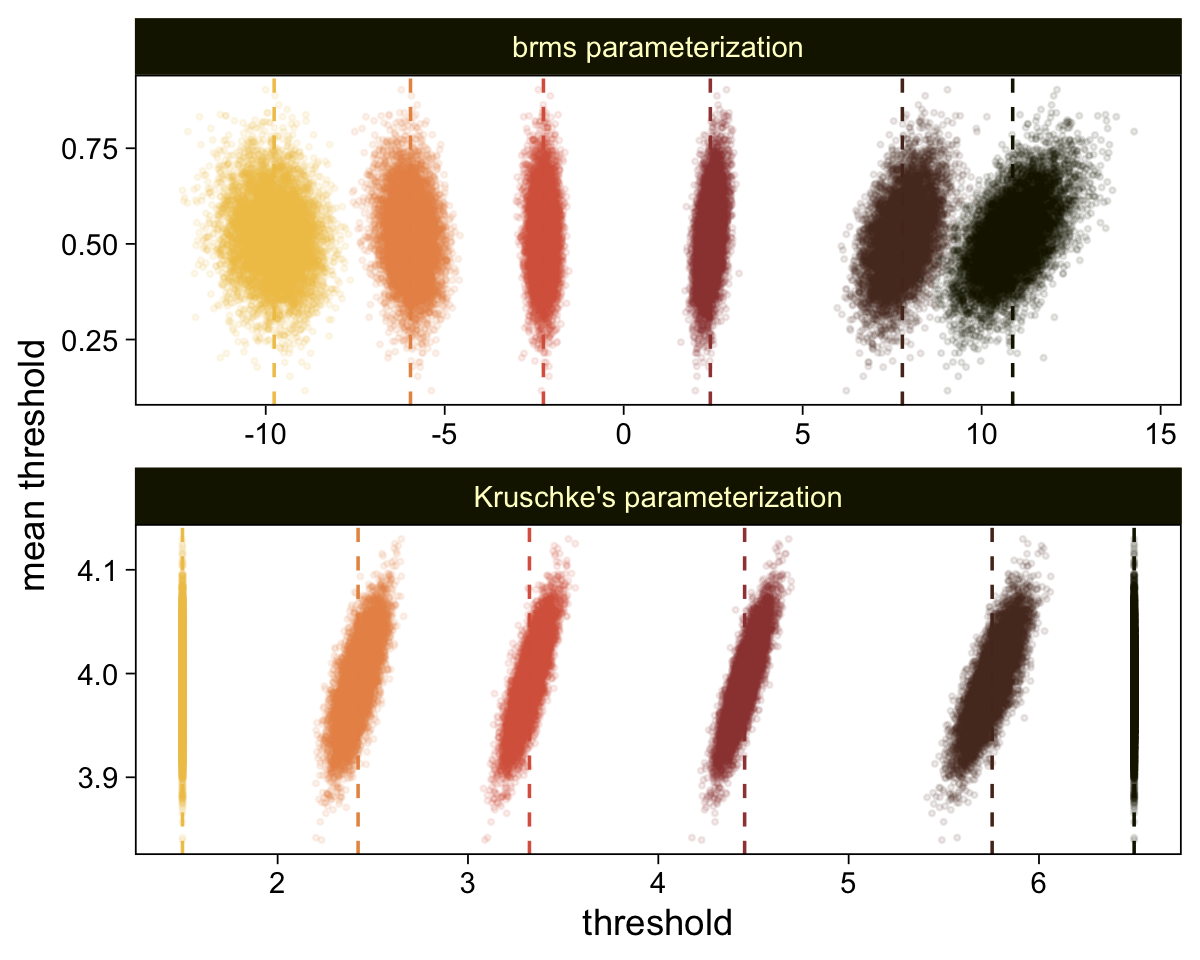 brms parameterization
0.75
0.50
0.25
-10 -5 0 5 10 15
mean threshold
Kruschke's parameterization
4.1
4.0
3.9
2 3 4 5 6
threshold